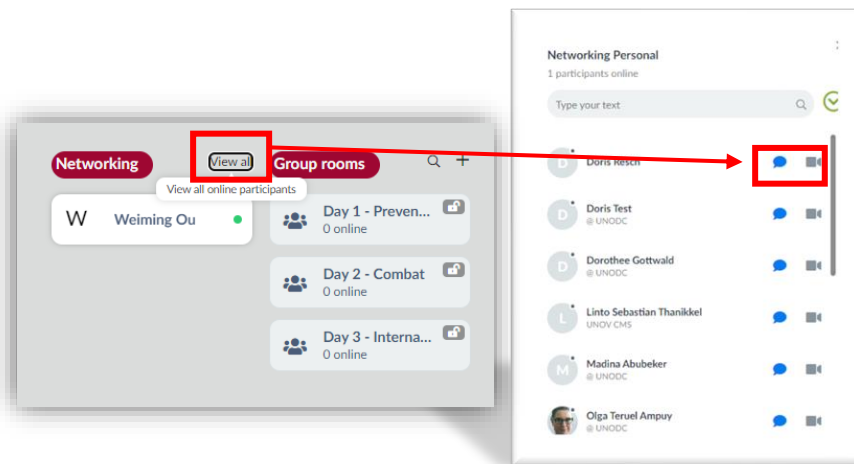 Networking
View all
Group rooms
View all online participants
W
Weiming Ou
Day 1 - Preven...
0 online
Day 2 - Combat
0 online
Day 3 - Interna...
0 online
Networking Personal
1 participants online
Type your text
D
Doris Resch
D
Doris Test
@ UNODC
D
Dorothee Gottwald
@ UNODC
L
Linto Sebastian Thanikkel
UNOV CMS
M
Madina Abubeker
@ UNODC
Olga Teruel Ampuy
@ UNODC